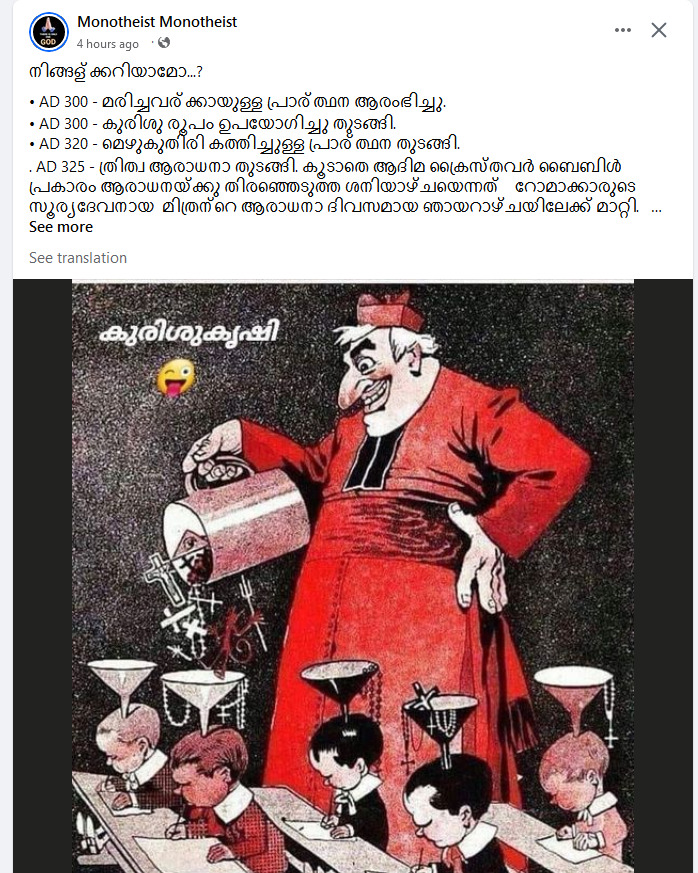 Monotheist Monotheist
4 hours ago ·
GOD
നിങ്ങള് ക്കറിയാമോ...?
• AD 300 - മരിച്ചവര് ക്കായുള്ള പ്രാര് ത്ഥന ആരംഭിച്ചു.
• AD 300 - കുരിശു രൂപം ഉപയോഗിച്ചു തുടങ്ങി.
• AD 320 - മെഴുകുതിരി കത്തിച്ചുള്ള പ്രാര് ത്ഥന തുടങ്ങി.
. AD 325 - ത്രിത്വ ആരാധനാ തുടങ്ങി. കൂടാതെ ആദിമ ക്രൈസ്തവർ ബൈബിൾ
പ്രകാരം ആരാധനയ്ക്കു തിരഞ്ഞെടുത്ത ശനിയാഴ്ചയെന്നത് റോമാക്കാരുടെ
സൂര്യദേവനായ മിത്രന്റെ ആരാധനാ ദിവസമായ ഞായറാഴ്ചയിലേക്ക് മാറ്റി. ...
See more
See translation
കുരിശുകൃഷി